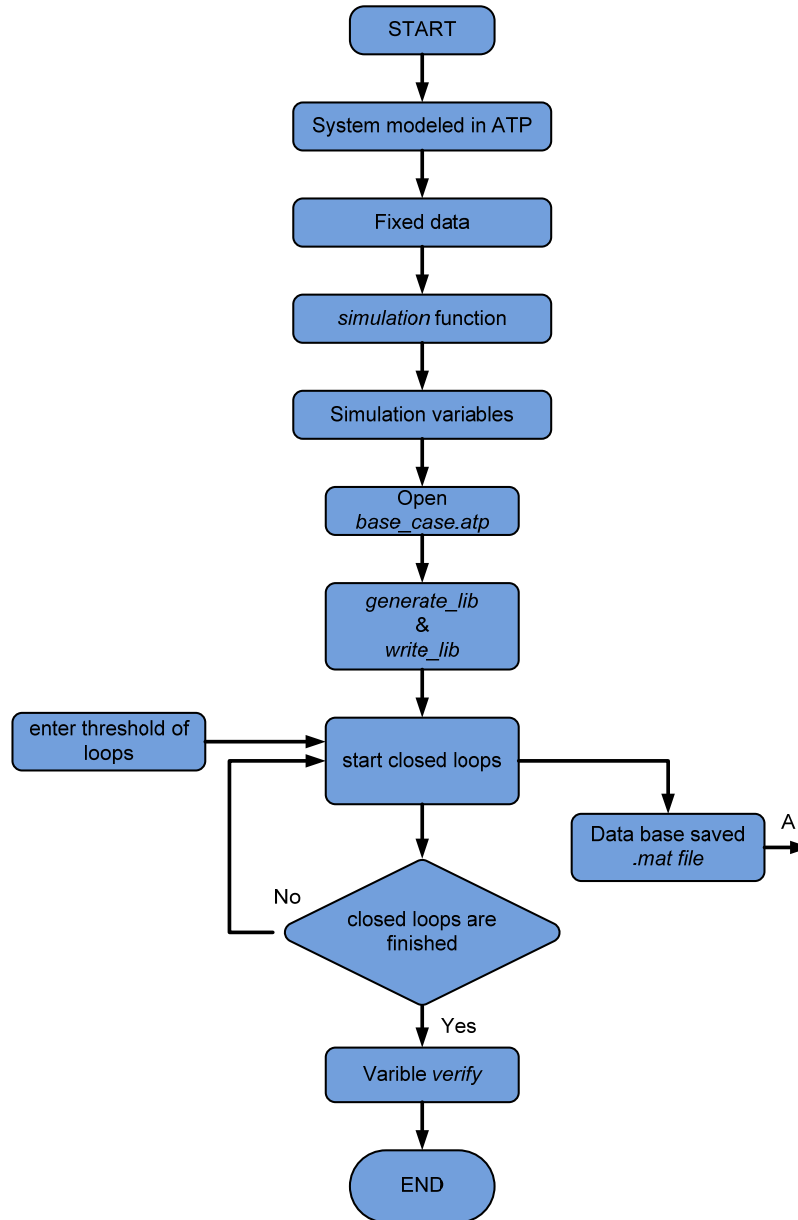 START
System modeled in ATP
Fixed data
simulation function
Simulation variables
Open
base_case.atp
generate_lib
&
write_lib
enter threshold of
loops
start closed loops
Data base saved
.mat file
A
No
closed loops are
finished
Yes
Varible verify
END